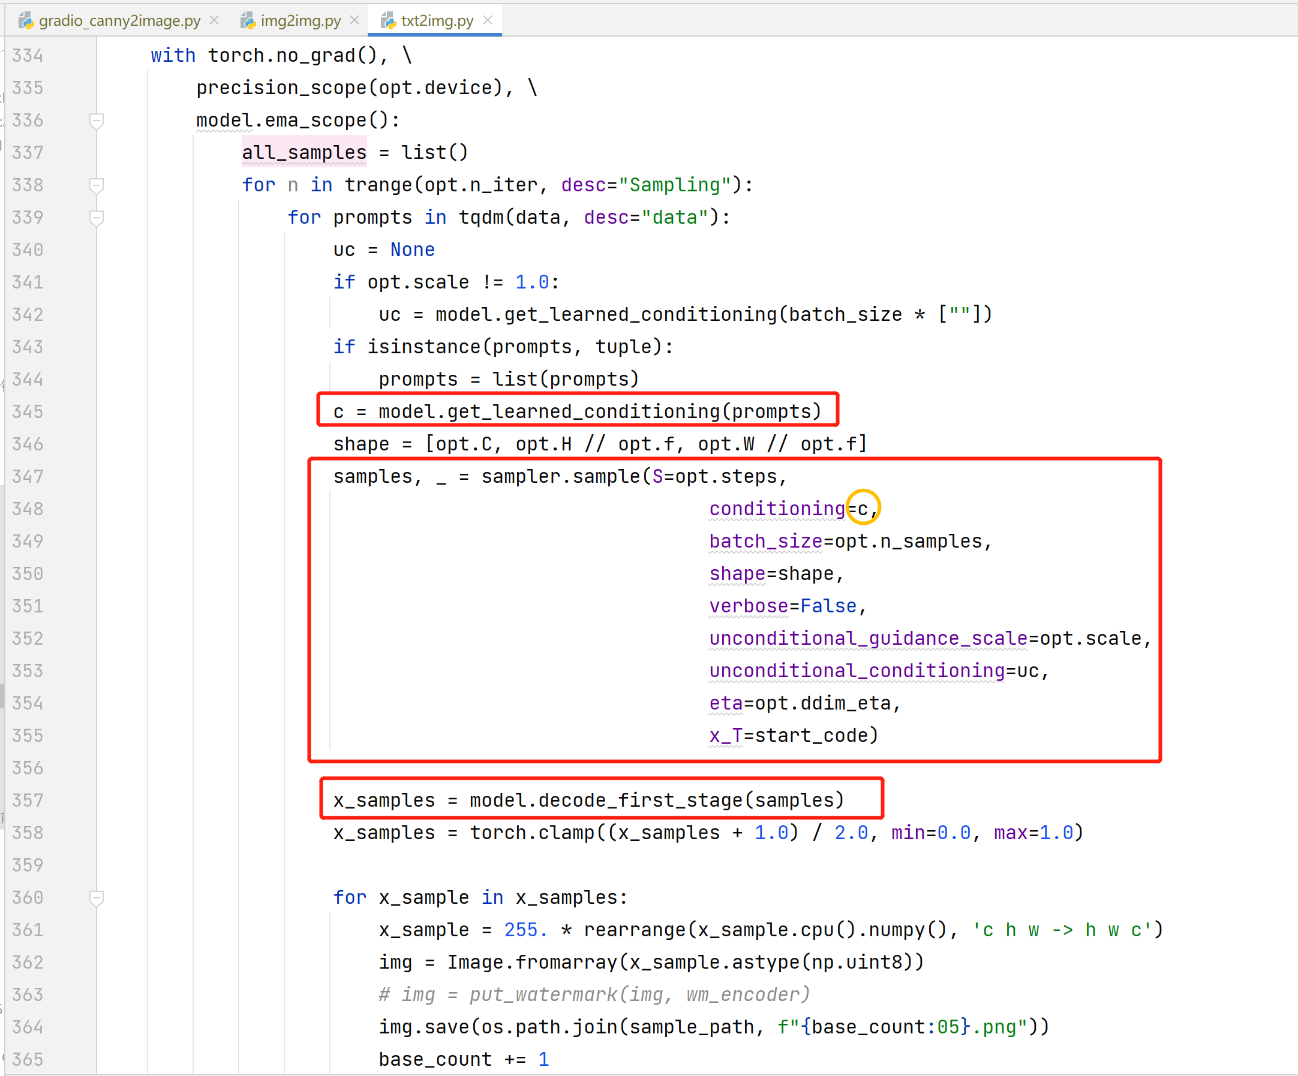 gradio_canny2image.py
img2img.py
txt2img.py
334 with torch.no_grad(), \
335 precision_scope(opt.device), \
336 model.ema_scope():
337 all_samples = list()
338 for n in trange(opt.n_iter, desc="Sampling"):
339 for prompts in tqdm(data, desc="data"):
340 uc = None
341 if opt.scale != 1.0:
342 uc = model.get_learned_conditioning(batch_size * [""])
343 if isinstance(prompts, tuple):
344 prompts = list(prompts)
345 c = model.get_learned_conditioning(prompts)
346 shape = [opt.C, opt.H // opt.f, opt.W // opt.f]
347 samples, _ = sampler.sample(S=opt.steps,
348 conditioning=c,
349 batch_size=opt.n_samples,
350 shape=shape,
351 verbose=False,
352 unconditional_guidance_scale=opt.scale,
353 unconditional_conditioning=uc,
354 eta=opt.ddim_eta,
355 x_T=start_code)
356
357 x_samples = model.decode_first_stage(samples)
358 x_samples = torch.clamp((x_samples + 1.0) / 2.0, min=0.0, max=1.0)
359
360 for x_sample in x_samples:
361 x_sample = 255. * rearrange(x_sample.cpu().numpy(), 'c h w -> h w c')
362 img = Image.fromarray(x_sample.astype(np.uint8))
363 # img = put_watermark(img, wm_encoder)
364 img.save(os.path.join(sample_path, f"{base_count:05}.png"))
365 base_count += 1